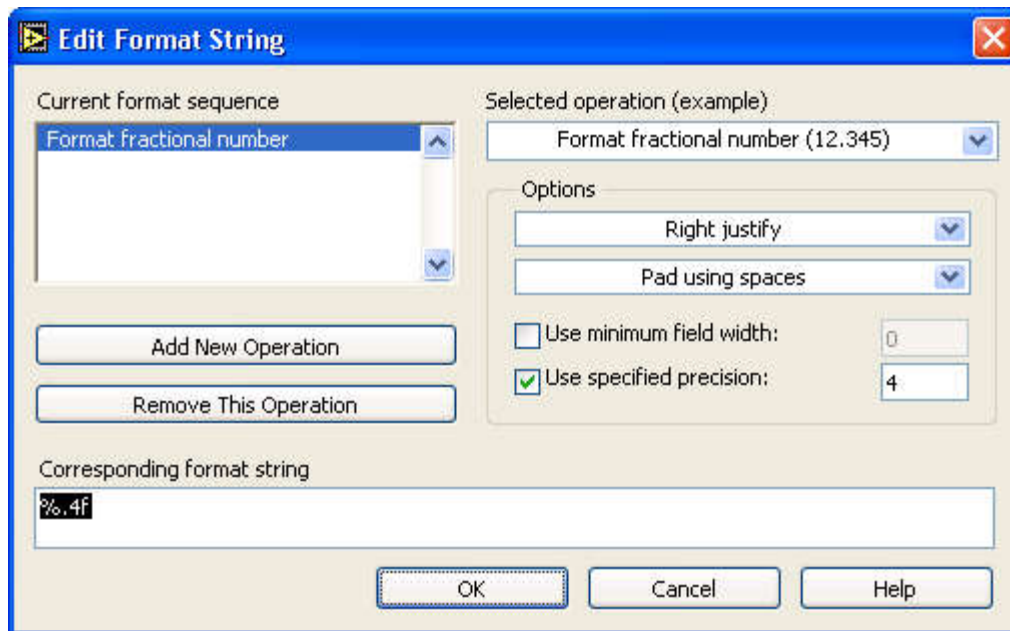 Edit Format String
Current format sequence
Format fractional number
Selected operation (example)
Format fractional number (12.345)
Options
Right justify
Pad using spaces
Use minimum field width: 0
Use specified precision: 4
Add New Operation
Remove This Operation
Corresponding format string
%.4f
OK Cancel Help